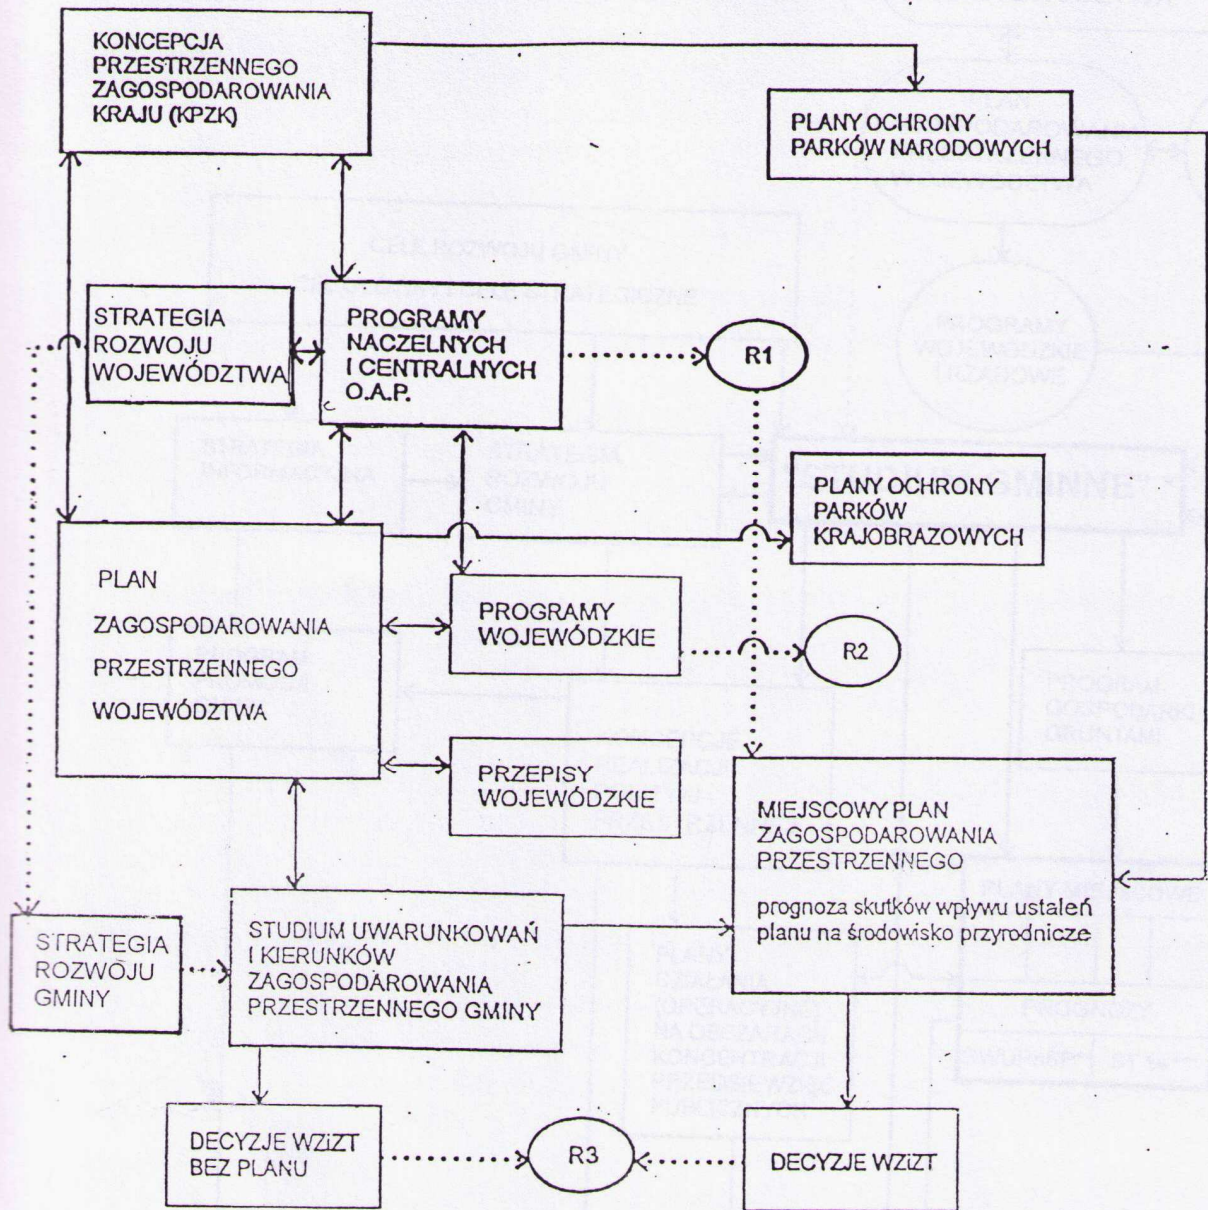 KONCEPCJA
PRZESTRZENNEGO
ZAGOSPODAROWANIA
KRAJU (KPZK)
PLANY OCHRONY
PARKÓW NARODOWYCH
STRATEGIA
ROZWOJU
WOJEWÓDZTWA
PROGRAMY
NACZELNYCH
I CENTRALNYCH
O.A.P.
R1
PLANY OCHRONY
PARKÓW
KRAJOBRAZOWYCH
PLAN
ZAGOSPODAROWANIA
PRZESTRZENNEGO
WOJEWÓDZTWA
PROGRAMY
WOJEWÓDZKIE
R2
PRZEPISY
WOJEWÓDZKIE
MIEJSCOWY PLAN
ZAGOSPODAROWANIA
PRZESTRZENNEGO
prognoza skutków wpływu ustaleń
planu na środowisko przyrodnicze
STRATEGIA
ROZWOJU
GMINY
STUDIUM UWARUNKOWAŃ
I KIERUNKÓW
ZAGOSPODAROWANIA
PRZESTRZENNEGO GMINY
DECYZJE WZiZT
BEZ PLANU
R3
DECYZJE WZiZT